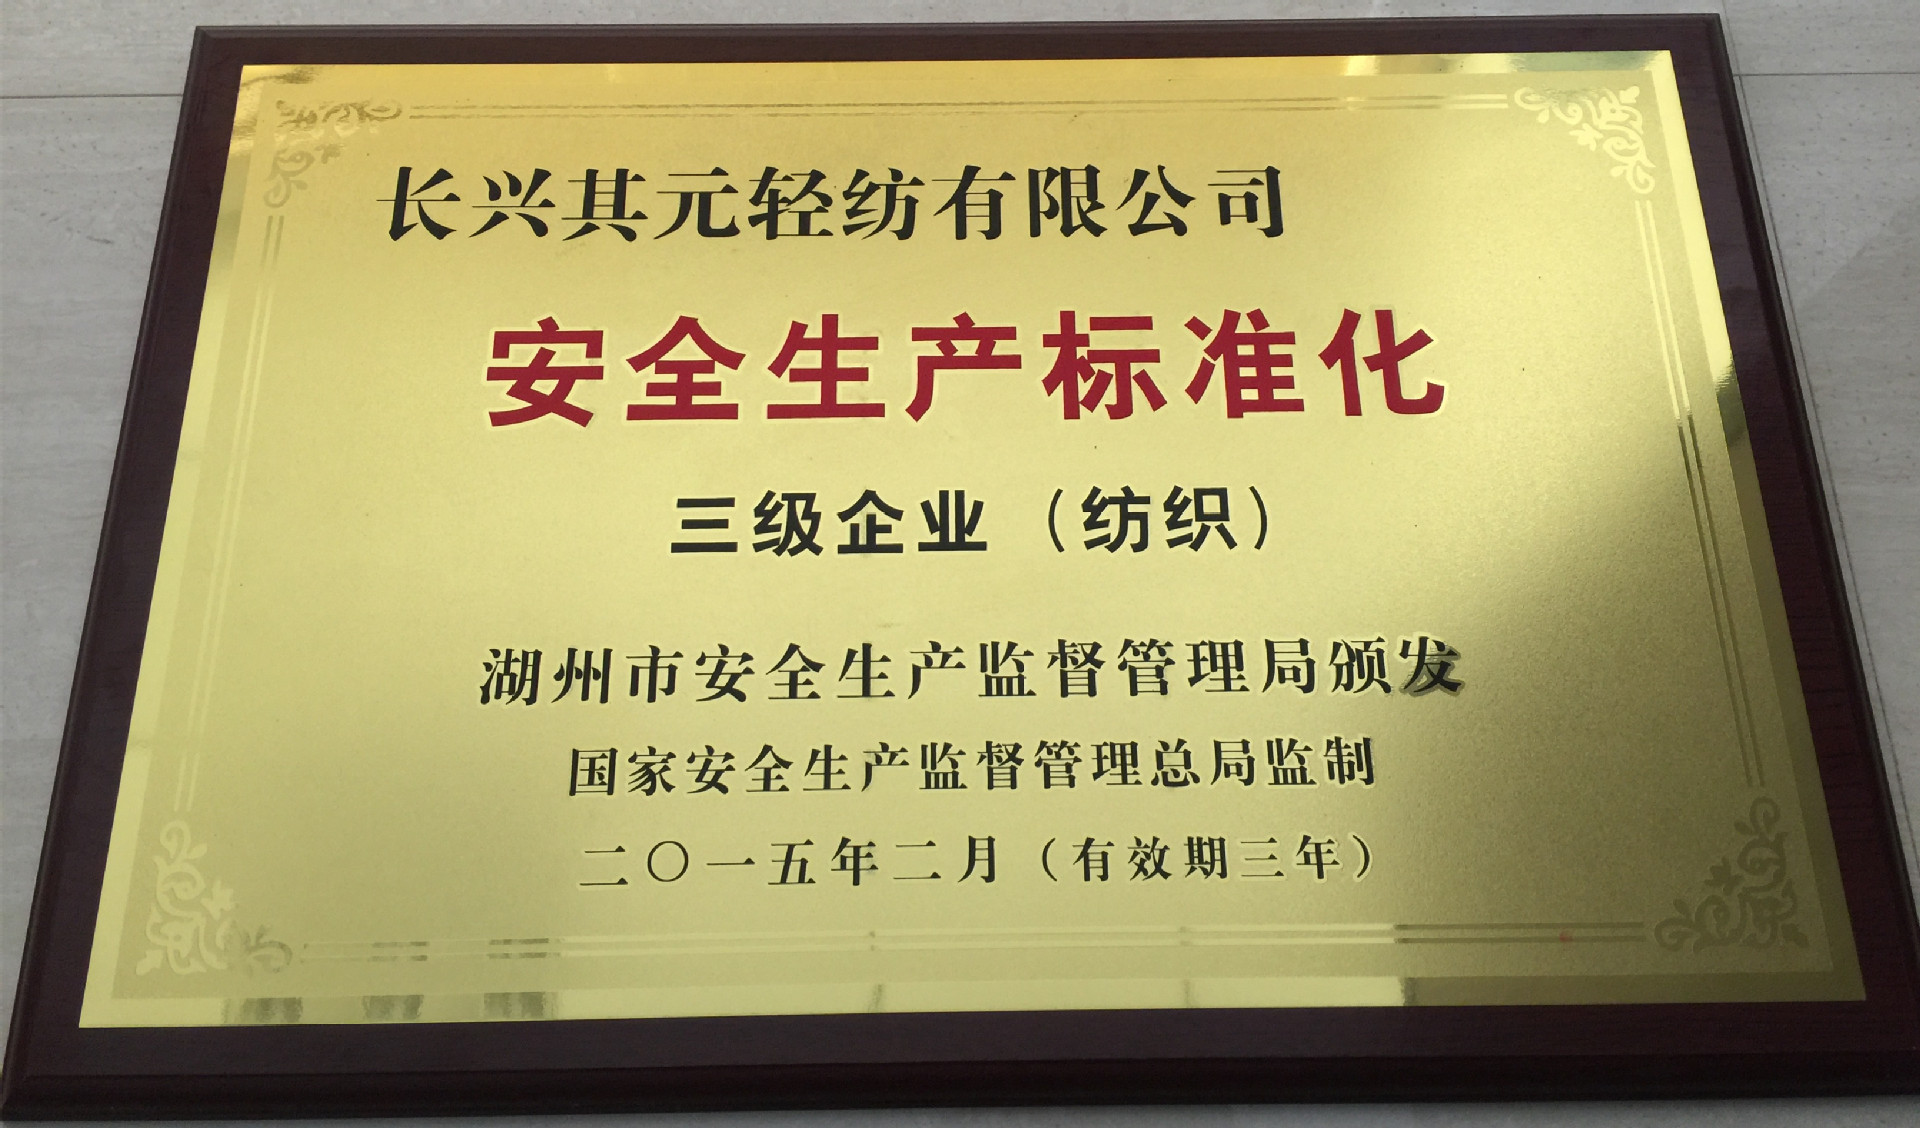 长兴其元轻纺有限公司
安全生产标准化
三级企业（纺织）
湖州市安全生产监督管理局颁发
国家安全生产监督管理总局监制
二〇一五年二月（有效期三年）